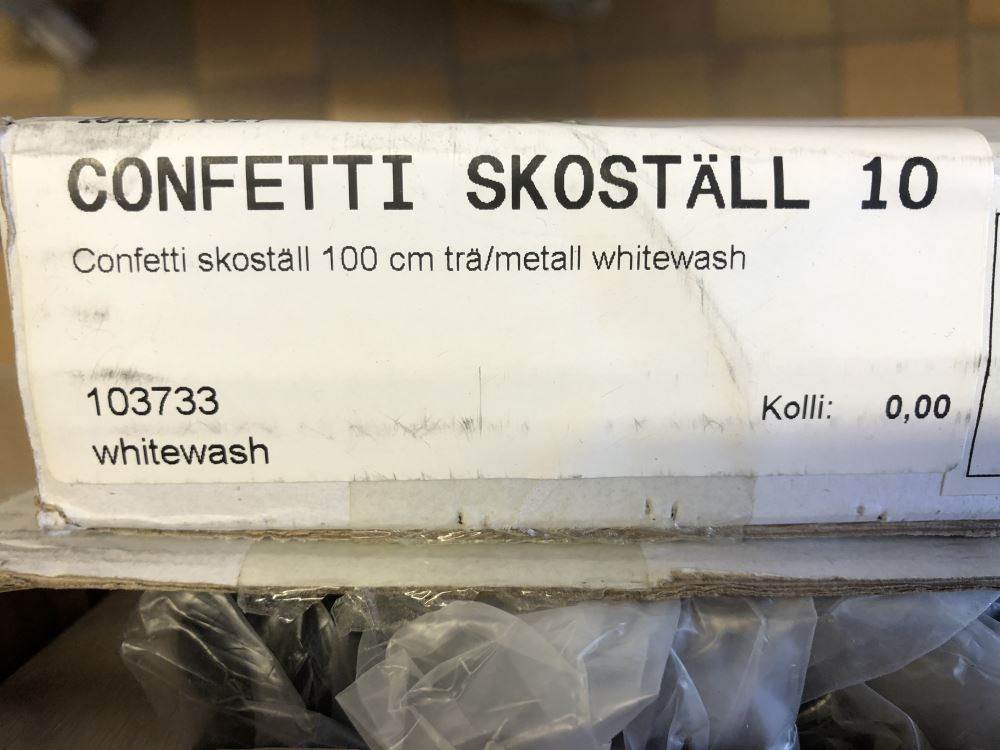 CONFETTI SKOSTÄLL 10
Confetti skoställ 100 cm trä/metall whitewash
103733
Kolli: 0,00
whitewash